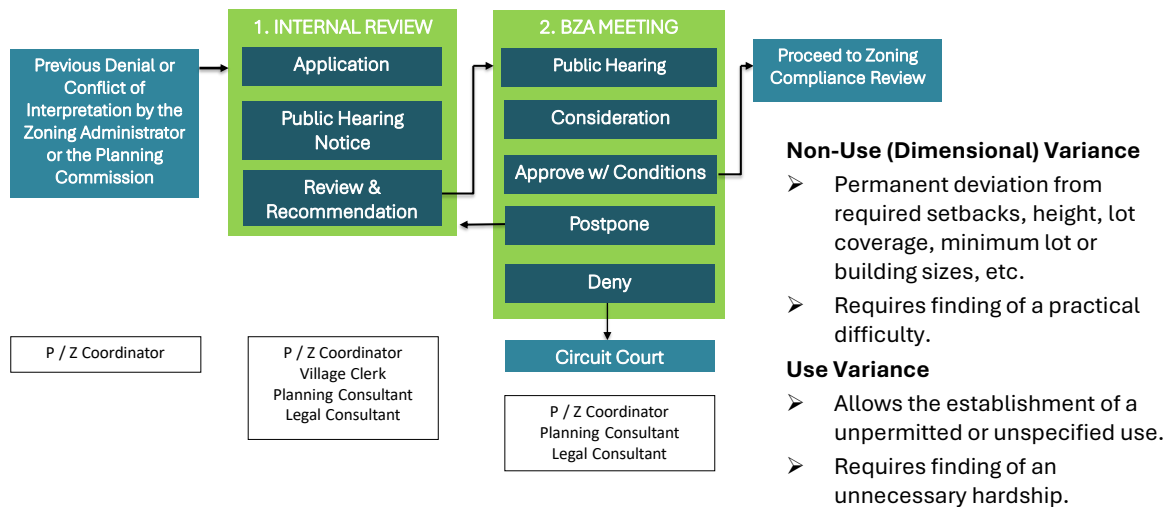 Previous Denial or
Conflict of
Interpretation by the
Zoning Administrator
or the Planning
Commission
1. INTERNAL REVIEW
Application
Public Hearing
Notice
Review &
Recommendation
2. BZA MEETING
Public Hearing
Consideration
Approve w/ Conditions
Postpone
Deny
Circuit Court
Proceed to Zoning
Compliance Review
P / Z Coordinator
P / Z Coordinator
Village Clerk
Planning Consultant
Legal Consultant
P / Z Coordinator
Planning Consultant
Legal Consultant
Non-Use (Dimensional) Variance
➢ Permanent deviation from
required setbacks, height, lot
coverage, minimum lot or
building sizes, etc.
➢ Requires finding of a practical
difficulty.
Use Variance
➢ Allows the establishment of a
unpermitted or unspecified use.
➢ Requires finding of an
unnecessary hardship.